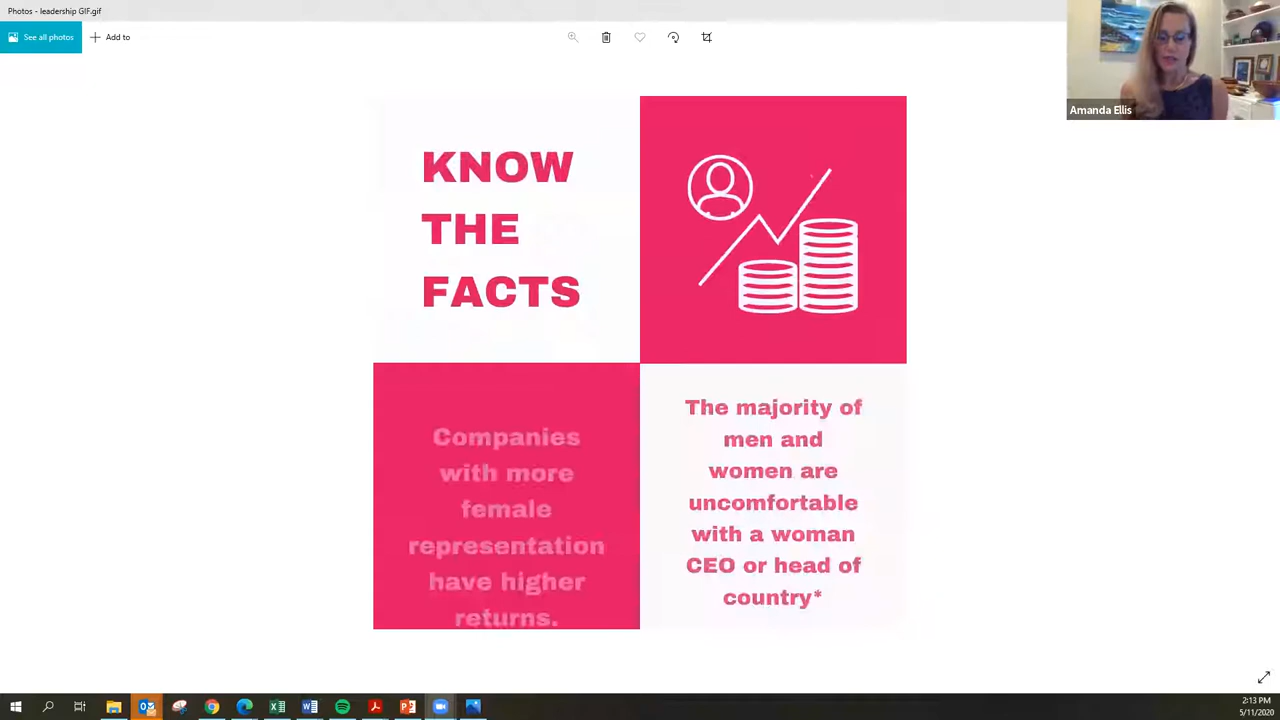 Photos - leadership GIF.gif
See all photos
Add to
Amanda Ellis
KNOW
THE
FACTS
Companies
with more
female
representation
have higher
returns.
The majority of
men and
women are
uncomfortable
with a woman
CEO or head of
country*
2:13 PM
5/11/2020